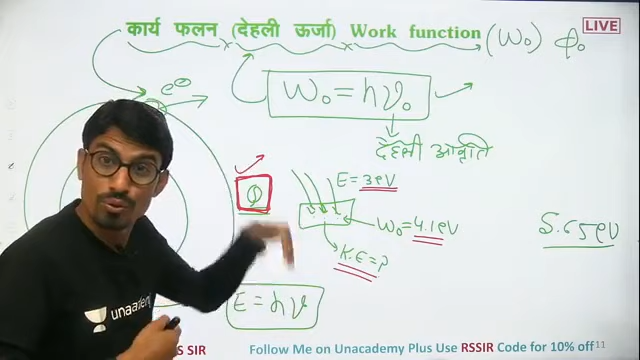 कार्य फलन (देहली ऊर्जा) Work function (W₀) ϕ₀
LIVE
e⊖
W₀ = hν₀
देहली आवृत्ति
E = 3eV
W₀ = 4.1eV
K.E = ?
5.65eV
E = hν
unacademy
S SIR
Follow Me on Unacademy Plus Use RSSIR Code for 10% off
11